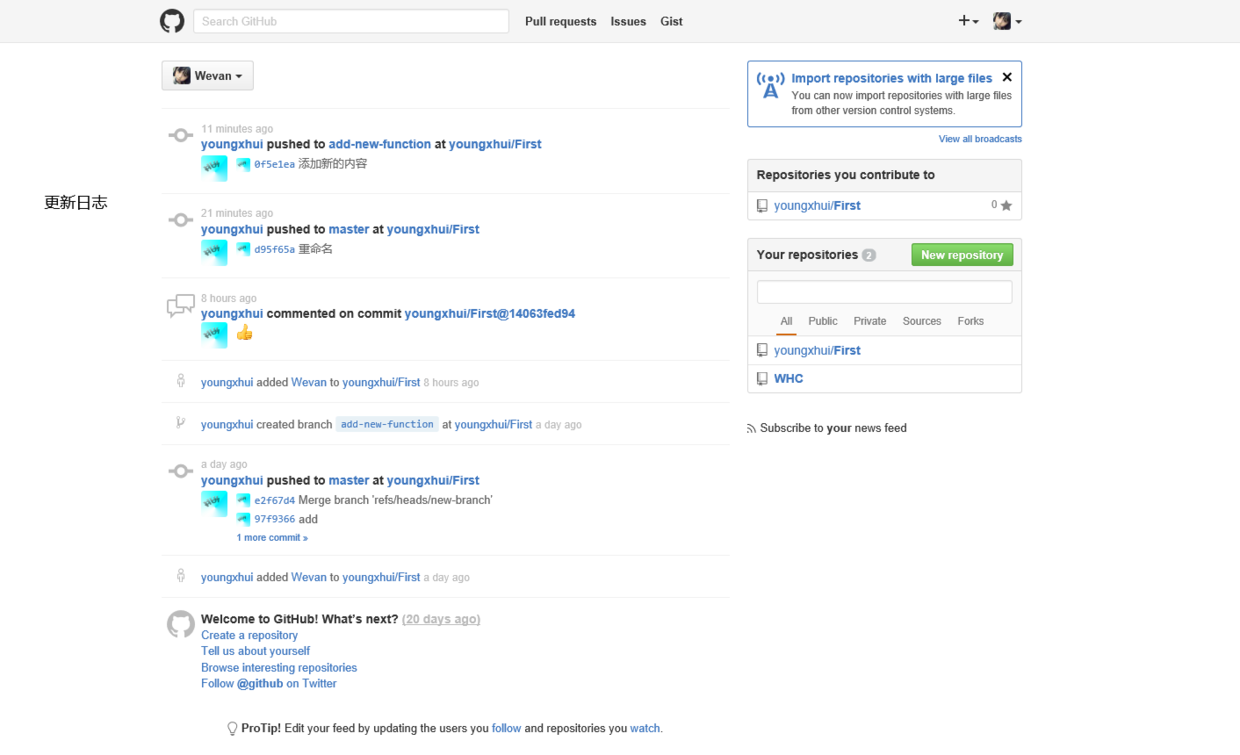 Search GitHub
Pull requests Issues Gist
Wevan
更新日志
11 minutes ago
youngxhui pushed to add-new-function at youngxhui/First
0f5e1ea 添加新的内容
21 minutes ago
youngxhui pushed to master at youngxhui/First
d95f65a 重命名
8 hours ago
youngxhui commented on commit youngxhui/First@14063fed94
youngxhui added Wevan to youngxhui/First 8 hours ago
youngxhui created branch add-new-function at youngxhui/First a day ago
a day ago
youngxhui pushed to master at youngxhui/First
e2f67d4 Merge branch 'refs/heads/new-branch'
97f9366 add
1 more commit »
youngxhui added Wevan to youngxhui/First a day ago
Welcome to GitHub! What's next? (20 days ago)
Create a repository
Tell us about yourself
Browse interesting repositories
Follow @github on Twitter
ProTip! Edit your feed by updating the users you follow and repositories you watch.
Import repositories with large files
You can now import repositories with large files
from other version control systems.
View all broadcasts
Repositories you contribute to
youngxhui/First 0
Your repositories 2 New repository
All Public Private Sources Forks
youngxhui/First
WHC
Subscribe to your news feed